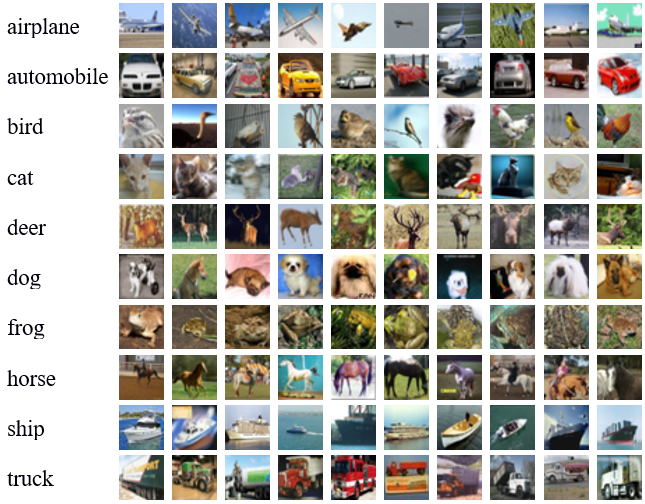 airplane
automobile
bird
cat
deer
dog
frog
horse
ship
truck